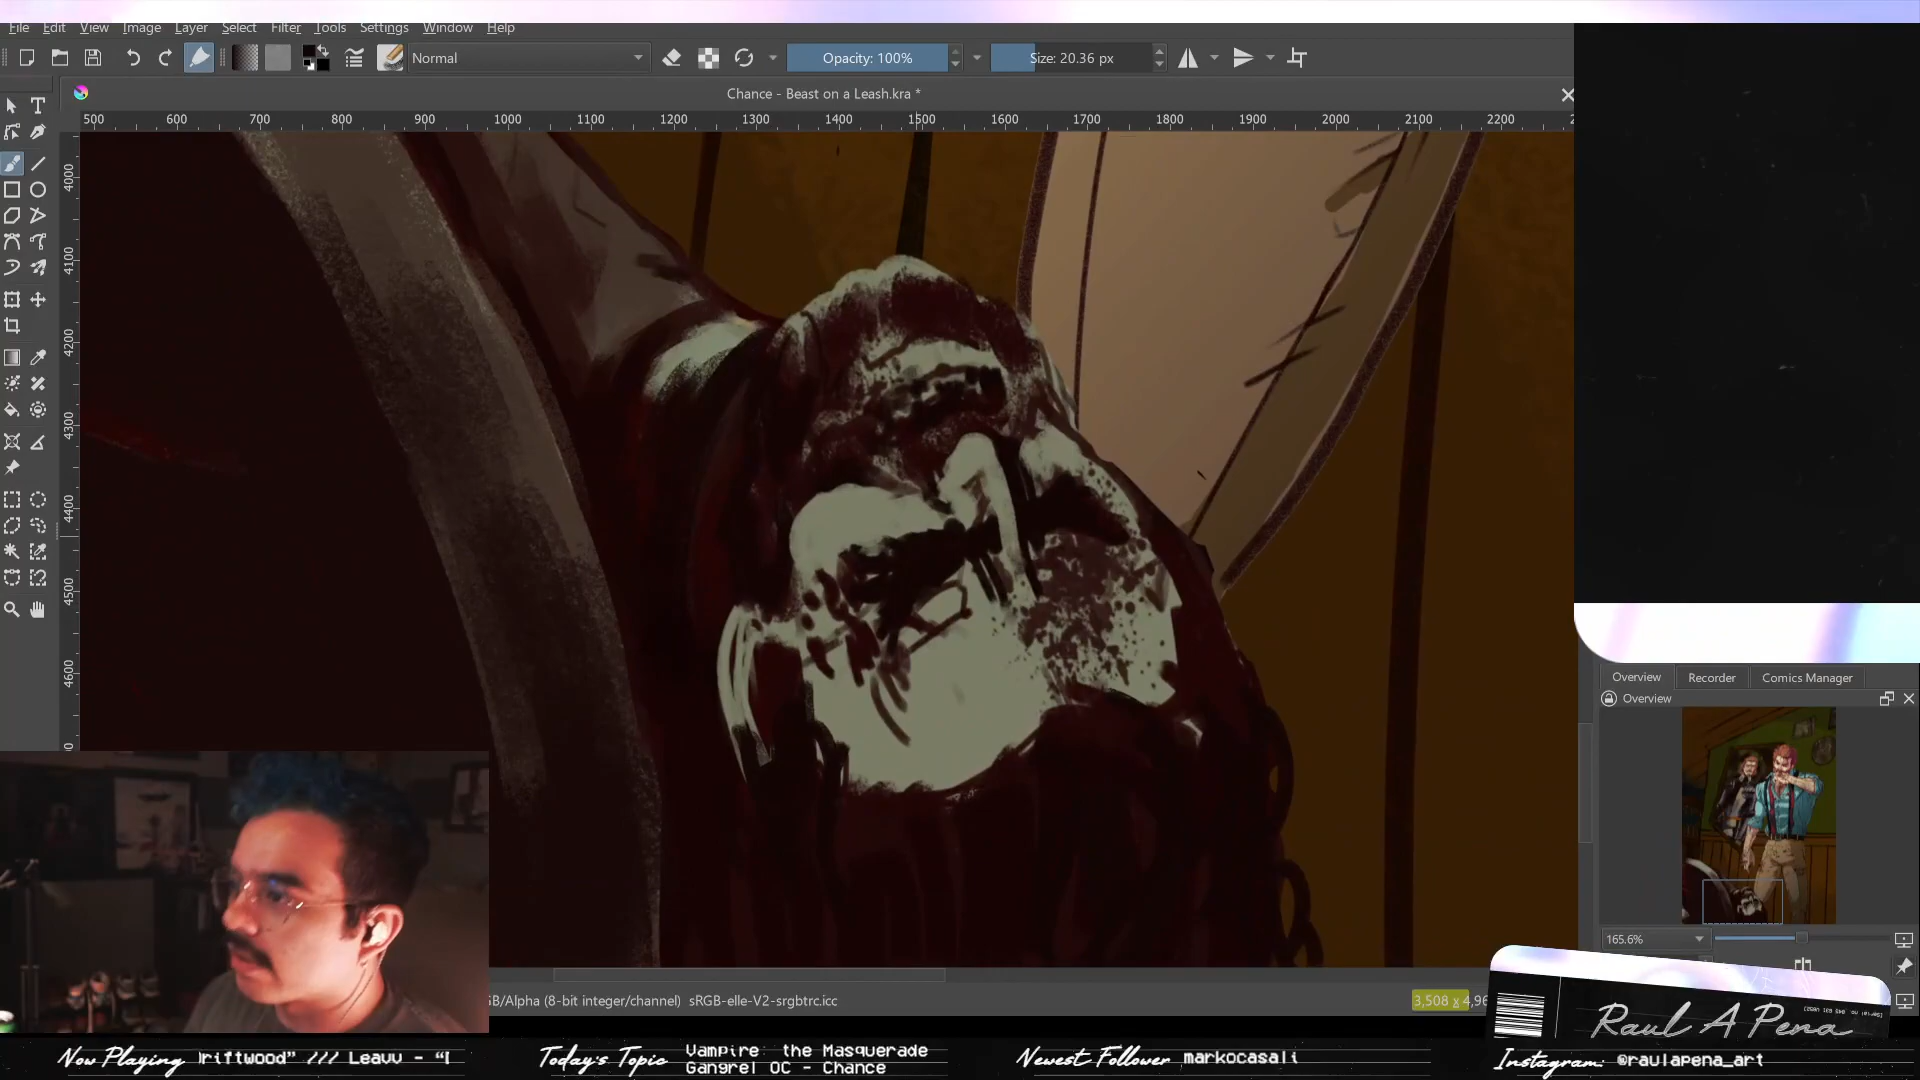 File Edit View Image Layer Select Filter Tools Settings Window Help
Normal Opacity: 100% Size: 20.36 px
Chance - Beast on a Leash.kra *
500 600 700 800 900 1000 1100 1200 1300 1400 1500 1600 1700 1800 1900 2000 2100 2200
4000
4100
4200
4300
4400
4500
4600
Overview Recorder Comics Manager
Overview
165.6%
GB/Alpha (8-bit integer/channel) sRGB-elle-V2-srgbtrc.icc
3,508 x 4,96
Raul A Pena
Now Playing riftwood" /// Leavv - "
Today's Topic Vampire: the Masquerade
Gangrel OC - Chance
Newest Follower markocasali
Instagram: @raulapena_art